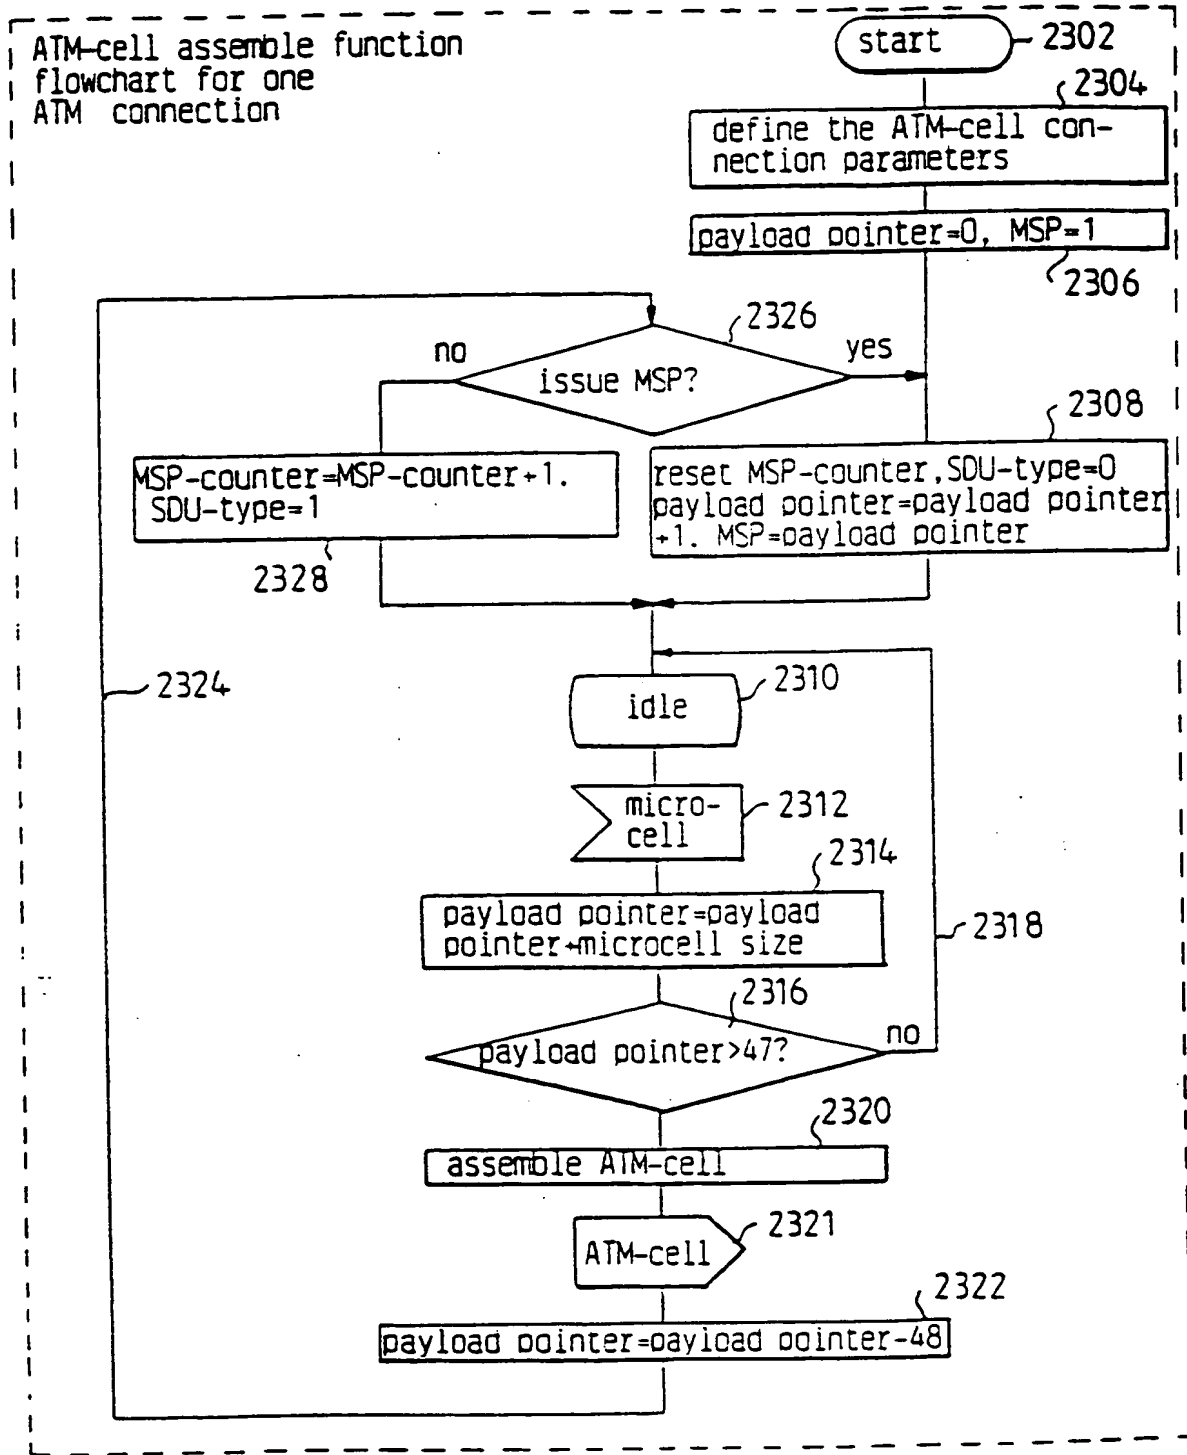 ATM-cell assemble function
flowchart for one
ATM connection
start
2302
2304
define the ATM-cell con-
nection parameters
payload pointer=0, MSP=1
2306
2326
no
yes
issue MSP?
2308
MSP-counter=MSP-counter+1.
SDU-type=1
2328
reset MSP-counter,SDU-type=0
payload pointer=payload pointer
+1. MSP=payload pointer
2324
2310
idle
micro-
cell
2312
2314
payload pointer=payload
pointer+microcell size
2318
2316
payload pointer>47?
no
2320
assemble ATM-cell
2321
ATM-cell
2322
payload pointer=payload pointer-48